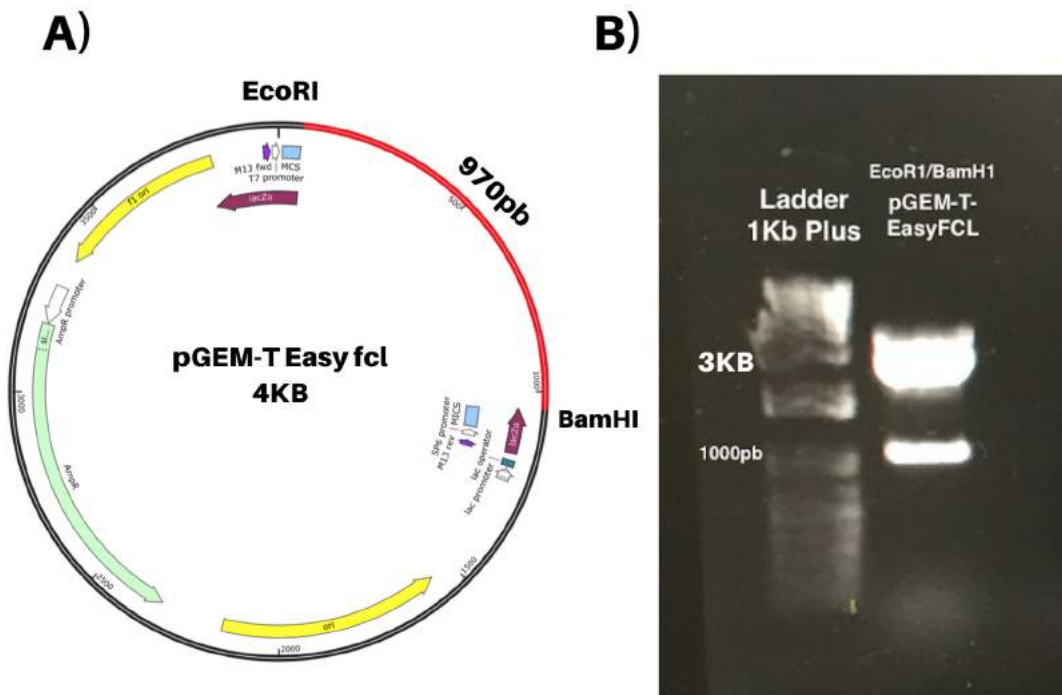 A)
EcoRI
970pb
M13 fwd
MCS
T7 promoter
lacZα
f1 ori
500
3500
AmpR promoter
pGEM-T Easy fcl
4KB
3000
1000
BamHI
SP6 promoter
MCS
M13 rev
lac operator
lacZα
lac promoter
AmpR
2500
1500
ori
2000
B)
EcoR1/BamH1
Ladder
1Kb Plus
pGEM-T-
EasyFCL
3KB
1000pb